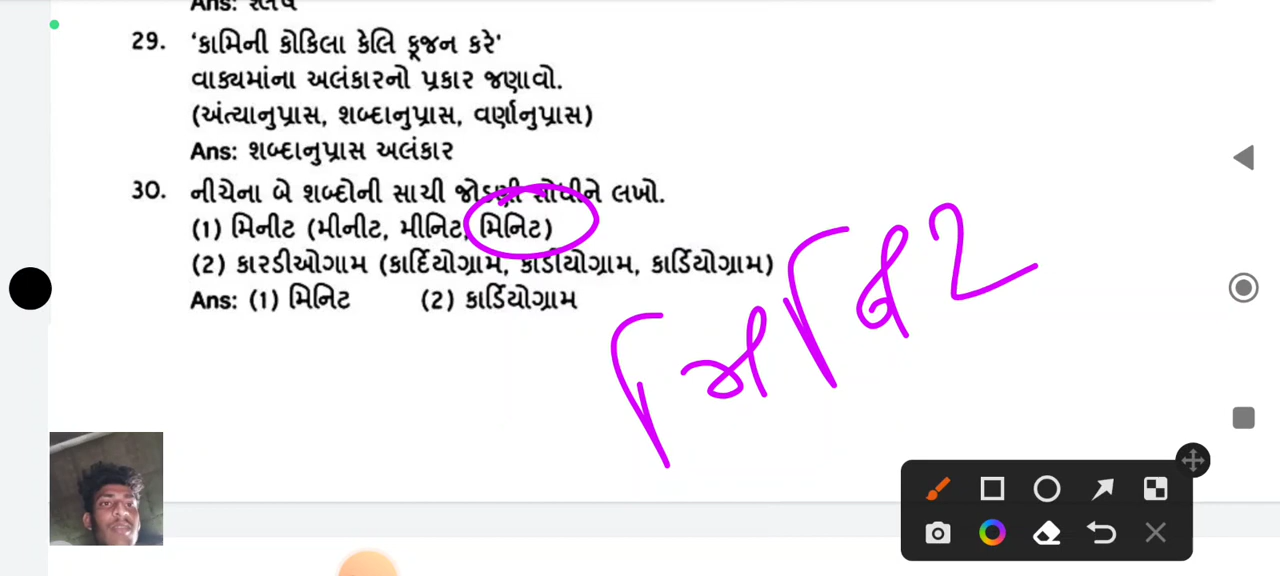 Ans: શ્લેષ
29. 'કામિની કોકિલા કેલિ કૂજન કરે'
વાક્યમાંના અલંકારનો પ્રકાર જણાવો.
(અંત્યાનુપ્રાસ, શબ્દાનુપ્રાસ, વર્ણાનુપ્રાસ)
Ans: શબ્દાનુપ્રાસ અલંકાર
30. નીચેના બે શબ્દોની સાચી જોડણી શોધીને લખો.
(1) મિનીટ (મીનીટ, મીનિટ, મિનિટ)
(2) કારડીઓગામ (કાર્દિયોગ્રામ, કાર્ડીયોગ્રામ, કાર્ડિયોગ્રામ)
Ans: (1) મિનિટ (2) કાર્ડિયોગ્રામ
મિનિટ